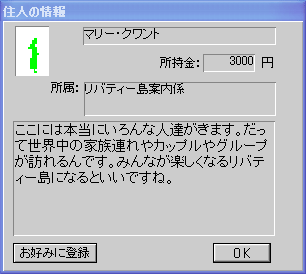 住人の情報
マリー・クワント
所持金: 3000 円
所属: リバティー島案内係
ここには本当にいろんな人達がきます。だっ
て世界中の家族連れやカップルやグループ
が訪れるんです。みんなが楽しくなるリバテ
ィー島になるといいですね。
お好みに登録
OK